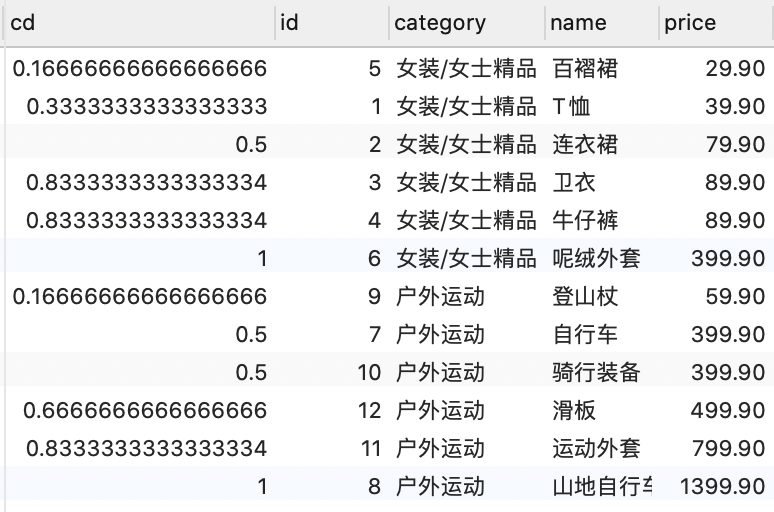 cd id category name price
0.16666666666666666 5 女装/女士精品 百褶裙 29.90
0.3333333333333333 1 女装/女士精品 T恤 39.90
0.5 2 女装/女士精品 连衣裙 79.90
0.8333333333333334 3 女装/女士精品 卫衣 89.90
0.8333333333333334 4 女装/女士精品 牛仔裤 89.90
1 6 女装/女士精品 呢绒外套 399.90
0.16666666666666666 9 户外运动 登山杖 59.90
0.5 7 户外运动 自行车 399.90
0.5 10 户外运动 骑行装备 399.90
0.6666666666666666 12 户外运动 滑板 499.90
0.8333333333333334 11 户外运动 运动外套 799.90
1 8 户外运动 山地自行车 1399.90